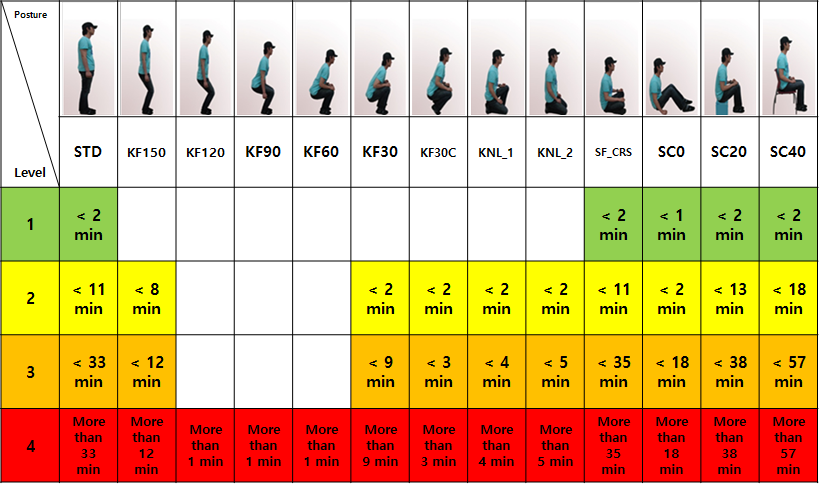 Posture
Level
STD KF150 KF120 KF90 KF60 KF30 KF30C KNL_1 KNL_2 SF_CRS SC0 SC20 SC40
1 < 2 min < 2 min < 1 min < 2 min < 2 min
2 < 11 min < 8 min < 2 min < 2 min < 2 min < 2 min < 11 min < 2 min < 13 min < 18 min
3 < 33 min < 12 min < 9 min < 3 min < 4 min < 5 min < 35 min < 18 min < 38 min < 57 min
4 More than 33 min More than 12 min More than 1 min More than 1 min More than 1 min More than 9 min More than 3 min More than 4 min More than 5 min More than 35 min More than 18 min More than 38 min More than 57 min